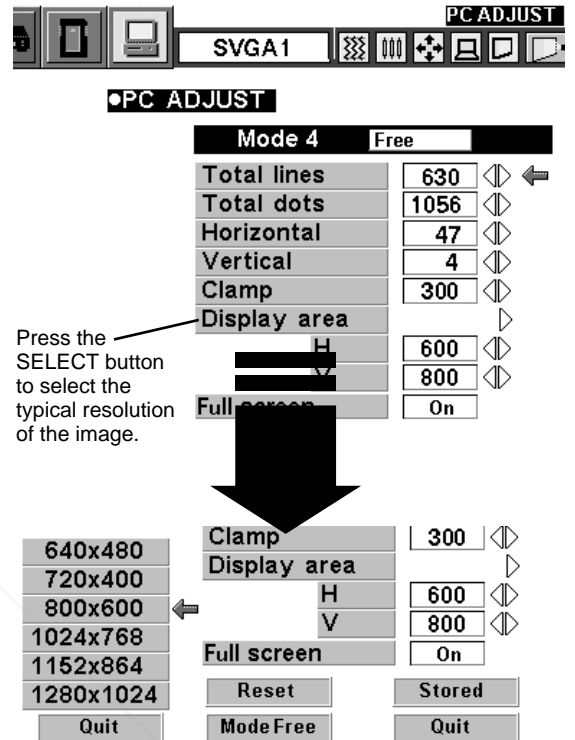 PC ADJUST
SVGA1
●PC ADJUST
Mode 4 Free
Total lines 630
Total dots 1056
Horizontal 47
Vertical 4
Clamp 300
Display area
H 600
V 800
Full screen On
Press the
SELECT button
to select the
typical resolution
of the image.
Clamp 300
Display area
H 600
V 800
Full screen On
640x480
720x400
800x600
1024x768
1152x864
1280x1024
Quit
Reset Stored
Mode Free Quit